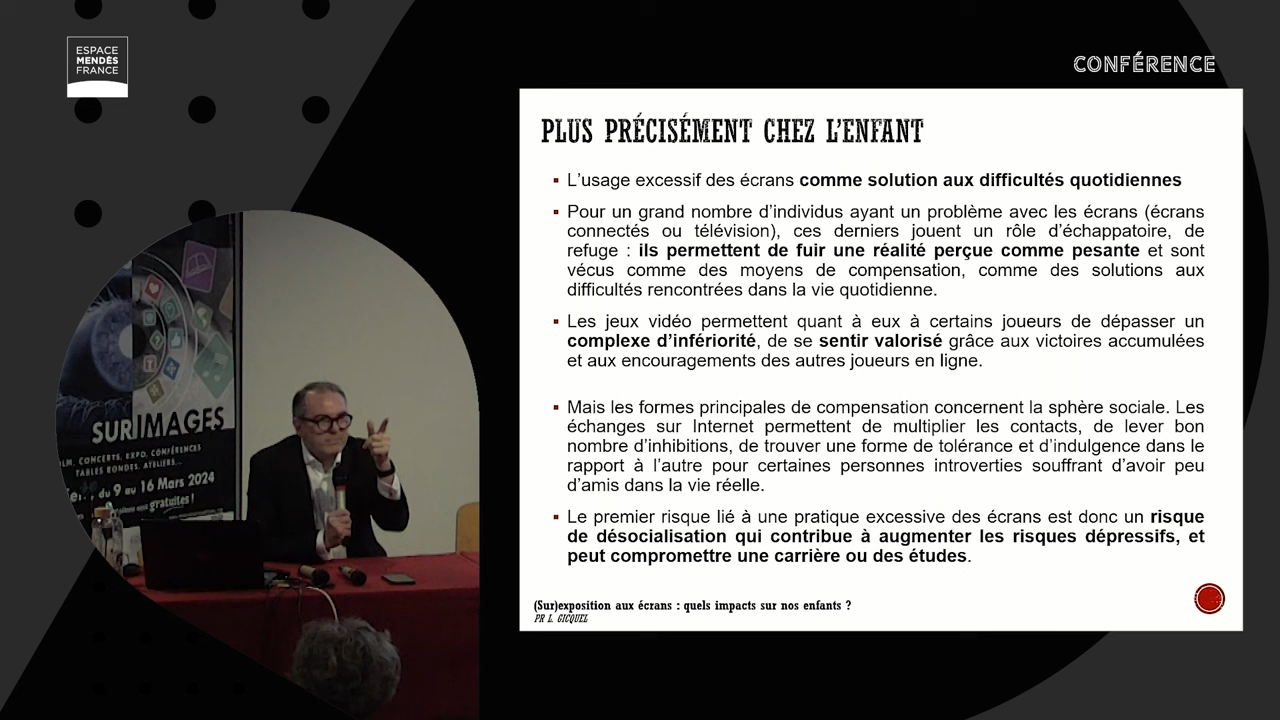 ESPACE
MENDÈS
FRANCE
CONFÉRENCE
PLUS PRÉCISÉMENT CHEZ L'ENFANT
L'usage excessif des écrans comme solution aux difficultés quotidiennes
Pour un grand nombre d'individus ayant un problème avec les écrans (écrans
connectés ou télévision), ces derniers jouent un rôle d'échappatoire, de
refuge : ils permettent de fuir une réalité perçue comme pesante et sont
vécus comme des moyens de compensation, comme des solutions aux
difficultés rencontrées dans la vie quotidienne.
Les jeux vidéo permettent quant à eux à certains joueurs de dépasser un
complexe d'infériorité, de se sentir valorisé grâce aux victoires accumulées
et aux encouragements des autres joueurs en ligne.
Mais les formes principales de compensation concernent la sphère sociale. Les
échanges sur Internet permettent de multiplier les contacts, de lever bon
nombre d'inhibitions, de trouver une forme de tolérance et d'indulgence dans le
rapport à l'autre pour certaines personnes introverties souffrant d'avoir peu
d'amis dans la vie réelle.
Le premier risque lié à une pratique excessive des écrans est donc un risque
de désocialisation qui contribue à augmenter les risques dépressifs, et
peut compromettre une carrière ou des études.
(Sur)exposition aux écrans : quels impacts sur nos enfants ?
PR L. GICQUEL
SUR IMAGES
CONCERTS, EXPO, CONFÉRENCES
TABLES RONDES, ATELIERS...
du 9 au 16 Mars 2024
gratuites !